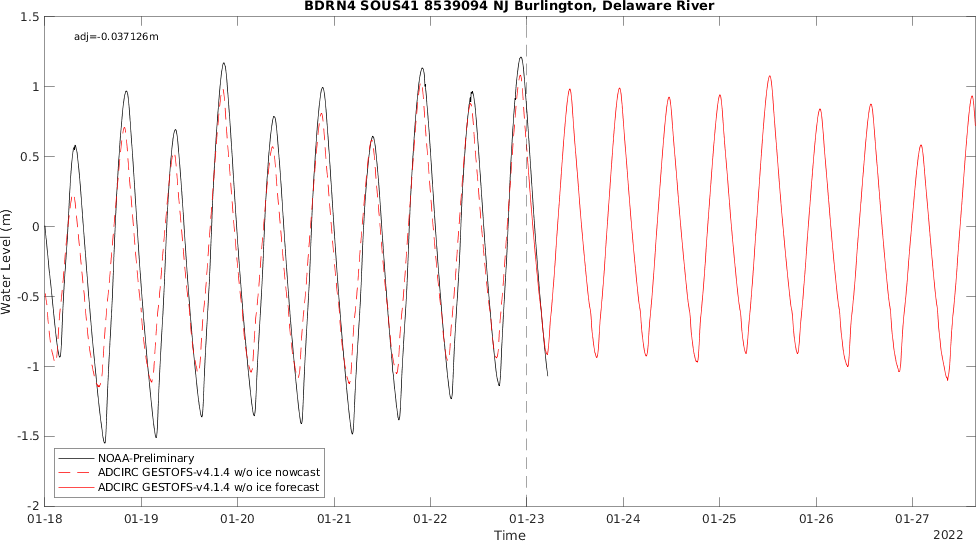 BDRN4 SOUS41 8539094 NJ Burlington, Delaware River
adj=-0.037126m
1.5
1
0.5
0
-0.5
-1
-1.5
-2
Water Level (m)
NOAA-Preliminary
ADCIRC GESTOFS-v4.1.4 w/o ice nowcast
ADCIRC GESTOFS-v4.1.4 w/o ice forecast
01-18 01-19 01-20 01-21 01-22 01-23 01-24 01-25 01-26 01-27
Time
2022